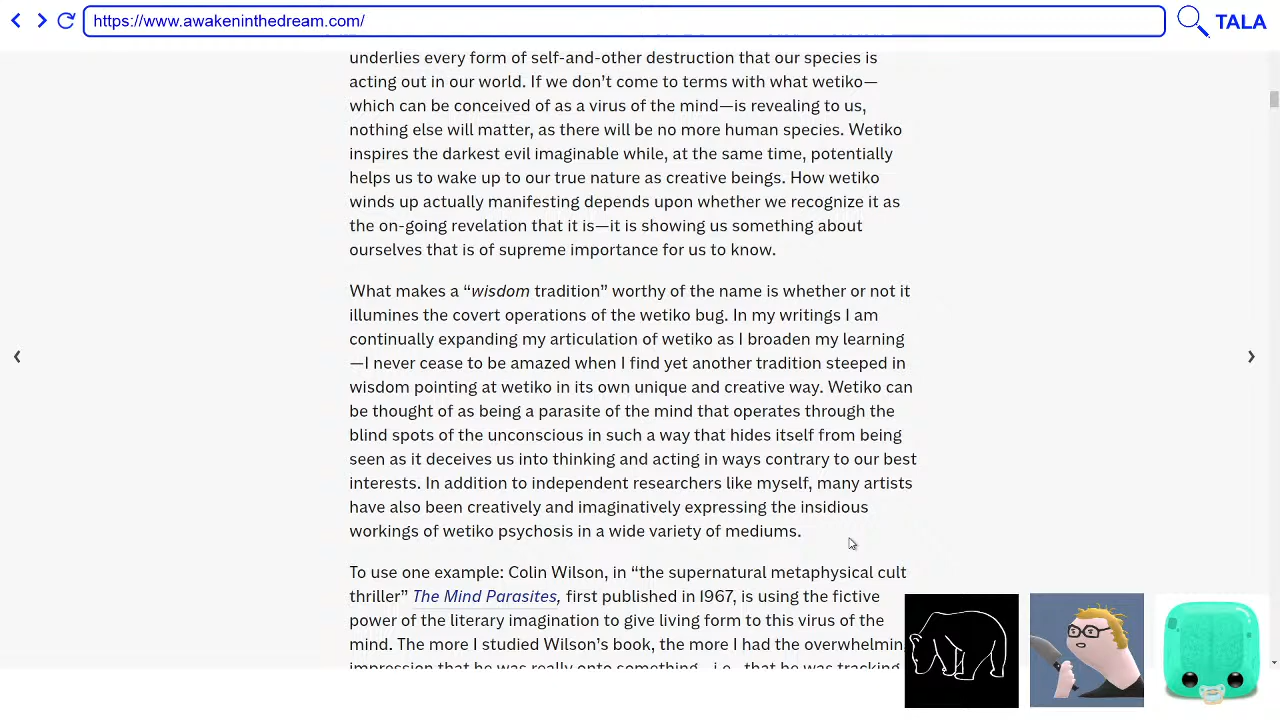 https://www.awakeninthedream.com/
TALA
underlies every form of self-and-other destruction that our species is
acting out in our world. If we don’t come to terms with what wetiko—
which can be conceived of as a virus of the mind—is revealing to us,
nothing else will matter, as there will be no more human species. Wetiko
inspires the darkest evil imaginable while, at the same time, potentially
helps us to wake up to our true nature as creative beings. How wetiko
winds up actually manifesting depends upon whether we recognize it as
the on-going revelation that it is—it is showing us something about
ourselves that is of supreme importance for us to know.
What makes a “wisdom tradition” worthy of the name is whether or not it
illumines the covert operations of the wetiko bug. In my writings I am
continually expanding my articulation of wetiko as I broaden my learning
—I never cease to be amazed when I find yet another tradition steeped in
wisdom pointing at wetiko in its own unique and creative way. Wetiko can
be thought of as being a parasite of the mind that operates through the
blind spots of the unconscious in such a way that hides itself from being
seen as it deceives us into thinking and acting in ways contrary to our best
interests. In addition to independent researchers like myself, many artists
have also been creatively and imaginatively expressing the insidious
workings of wetiko psychosis in a wide variety of mediums.
To use one example: Colin Wilson, in “the supernatural metaphysical cult
thriller” The Mind Parasites, first published in 1967, is using the fictive
power of the literary imagination to give living form to this virus of the
mind. The more I studied Wilson’s book, the more I had the overwhelmin
impression that he was really onto something—i.e., that he was tracking